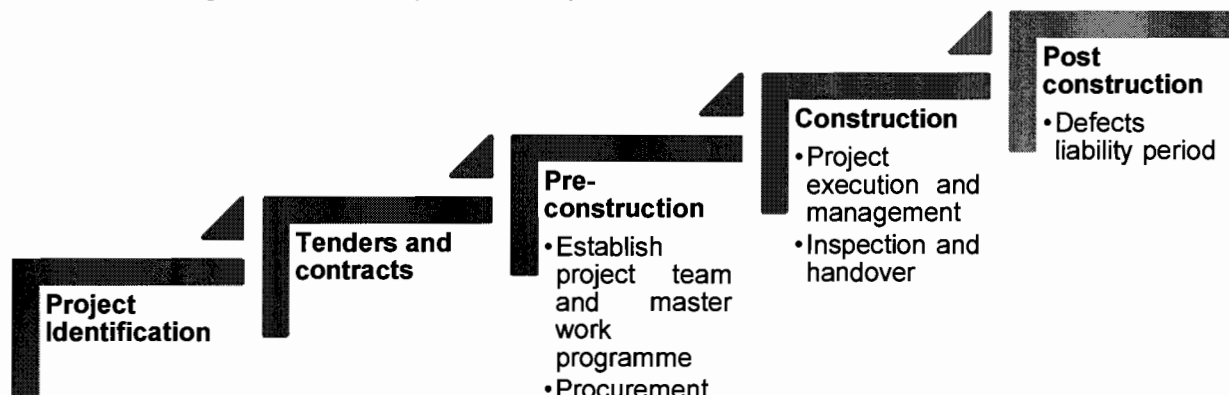 Project
Identification
Tenders and
contracts
Pre-
construction
•Establish
project team
and master
work
programme
•Procurement
Construction
•Project
execution and
management
•Inspection and
handover
Post
construction
•Defects
liability period